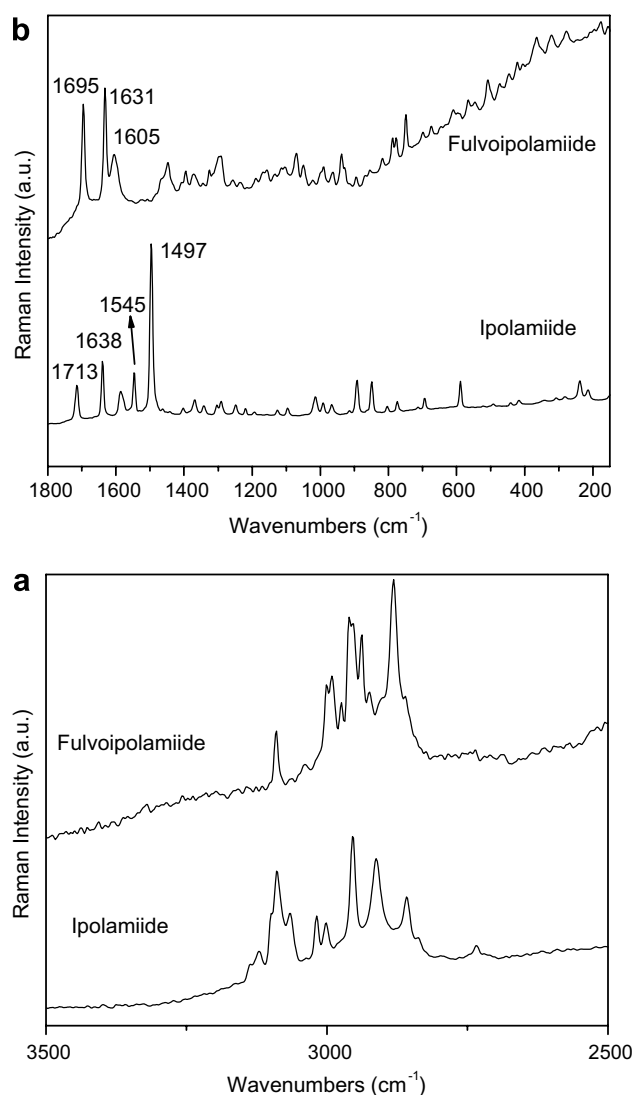 b
1695
1631
1605
Fulvoipolamiide
1497
1545
1638
1713
Ipolamiide
Raman Intensity (a.u.)
1800 1600 1400 1200 1000 800 600 400 200
Wavenumbers (cm⁻¹)
a
Fulvoipolamiide
Ipolamiide
Raman Intensity (a.u.)
3500 3000 2500
Wavenumbers (cm⁻¹)